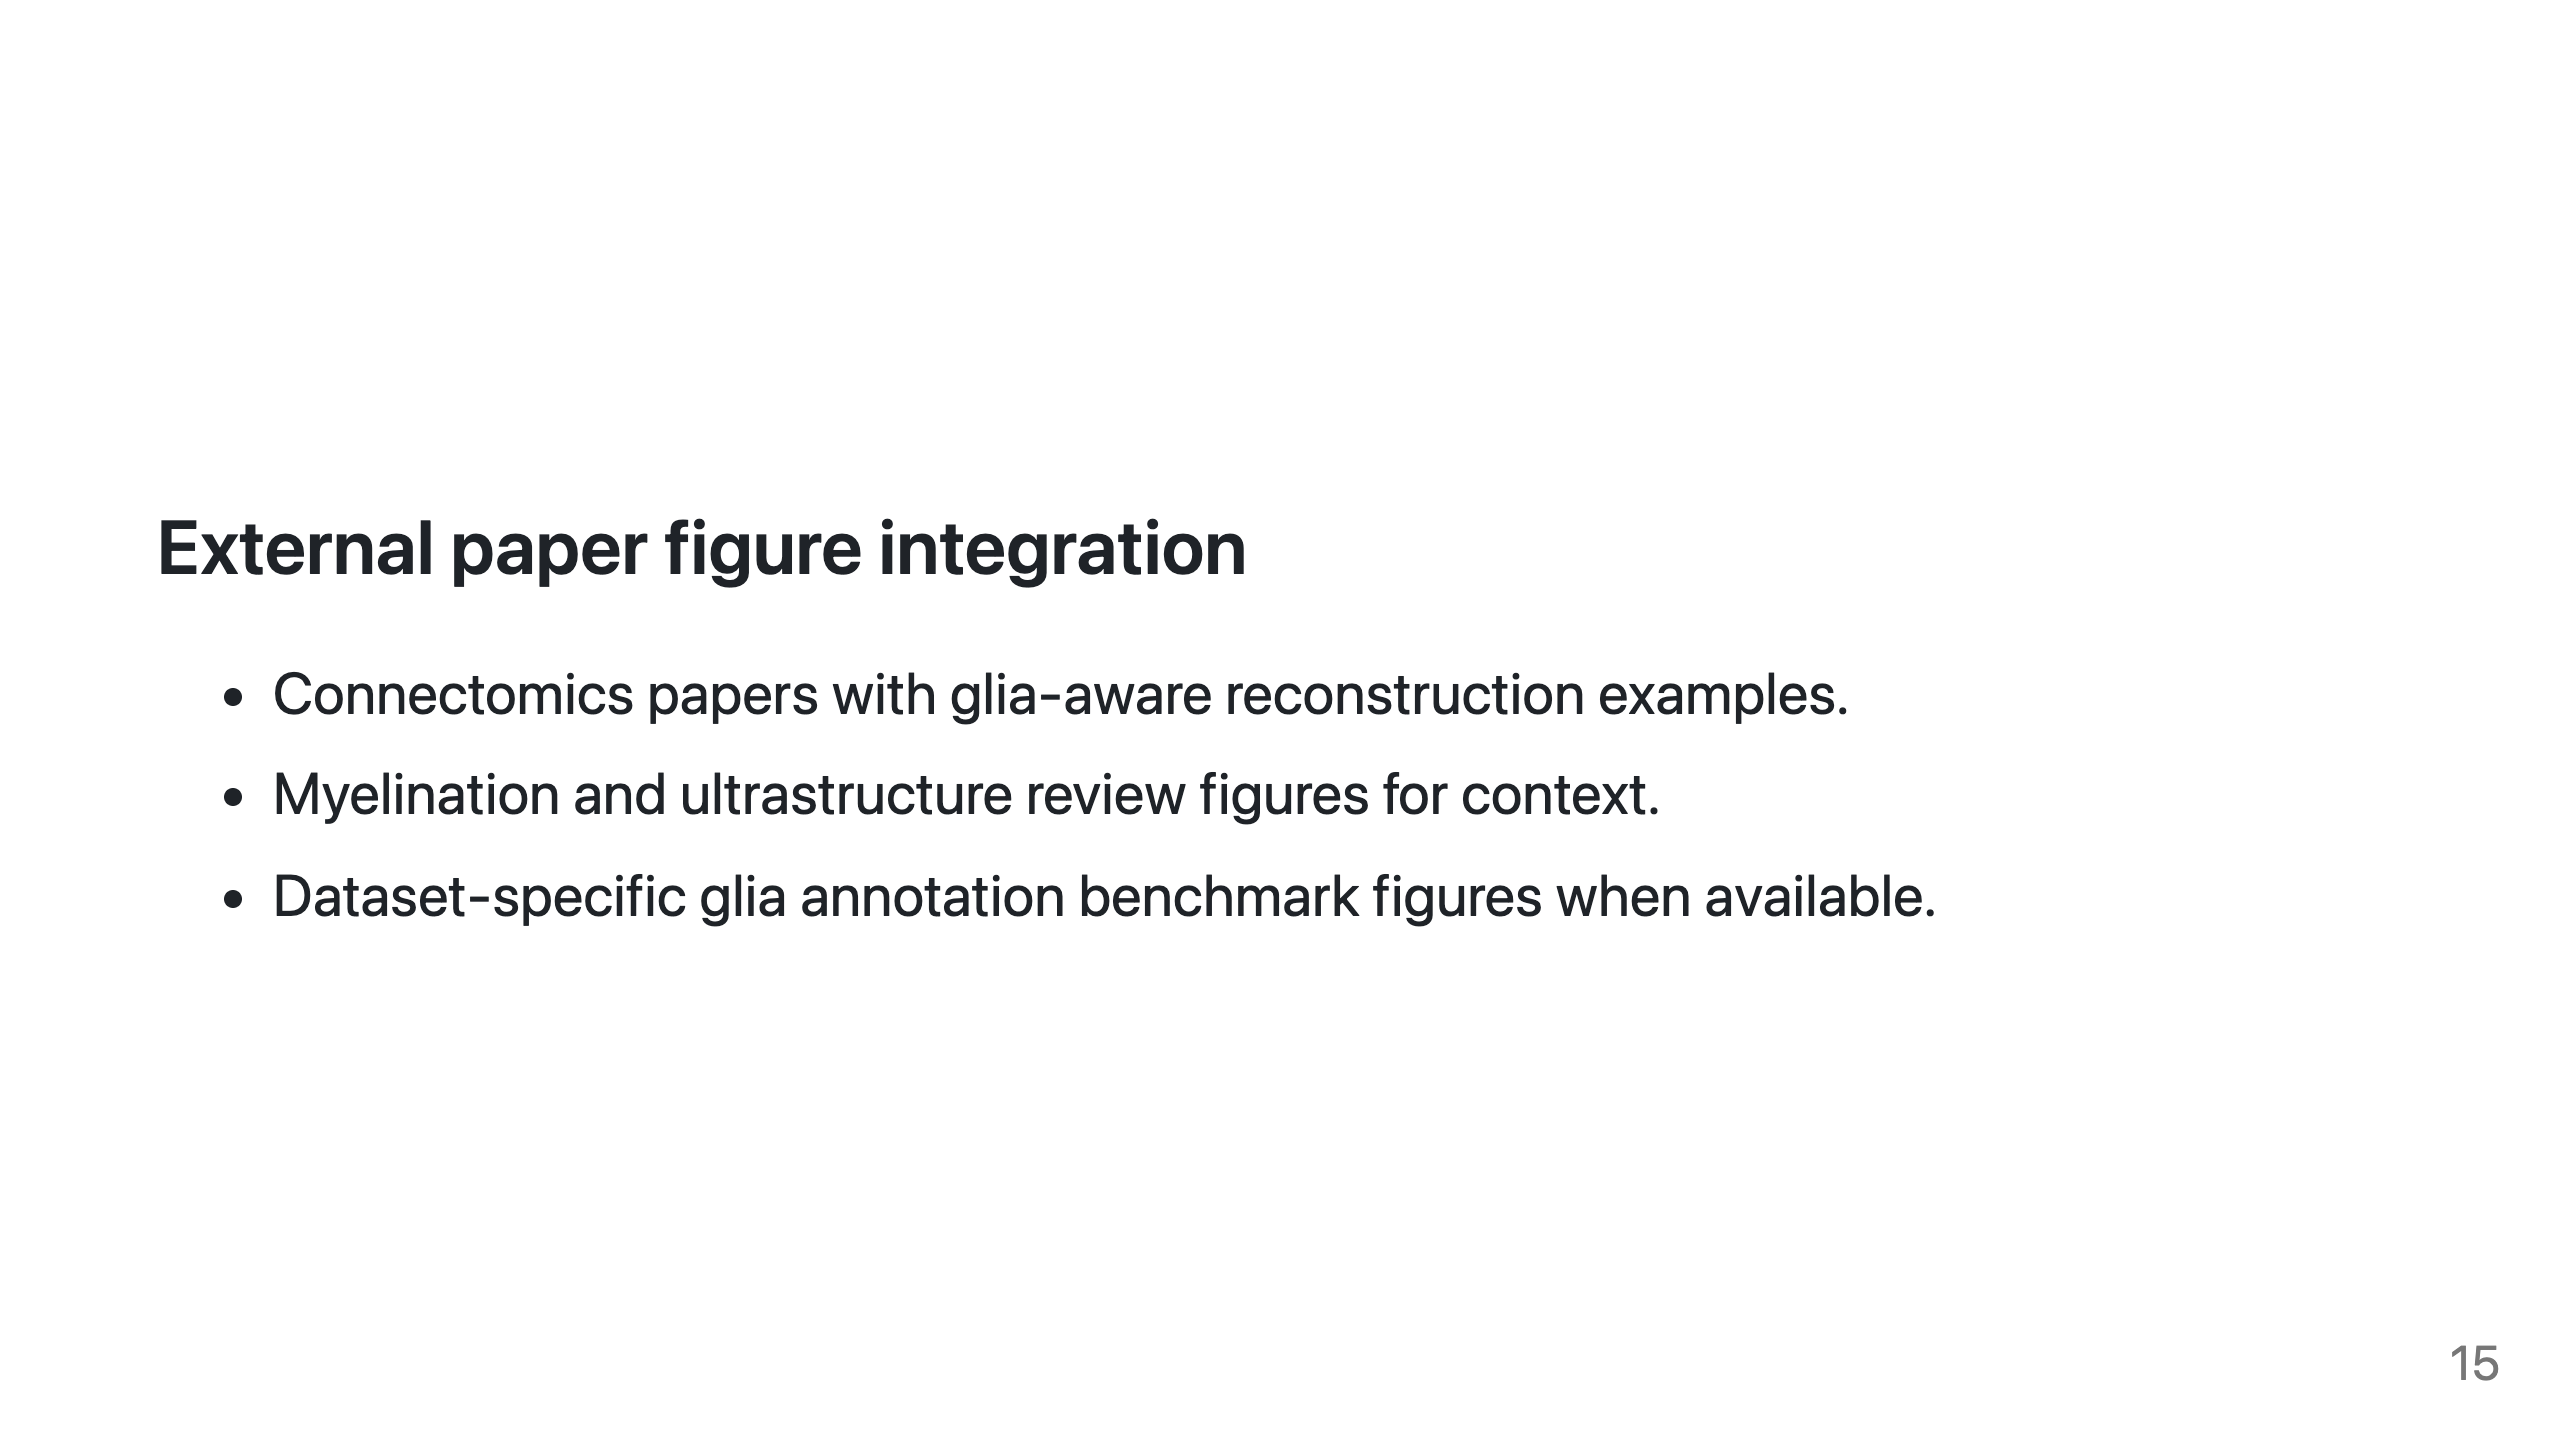 External paper figure integration
• Connectomics papers with glia-aware reconstruction examples.
• Myelination and ultrastructure review figures for context.
• Dataset-specific glia annotation benchmark figures when available.
15